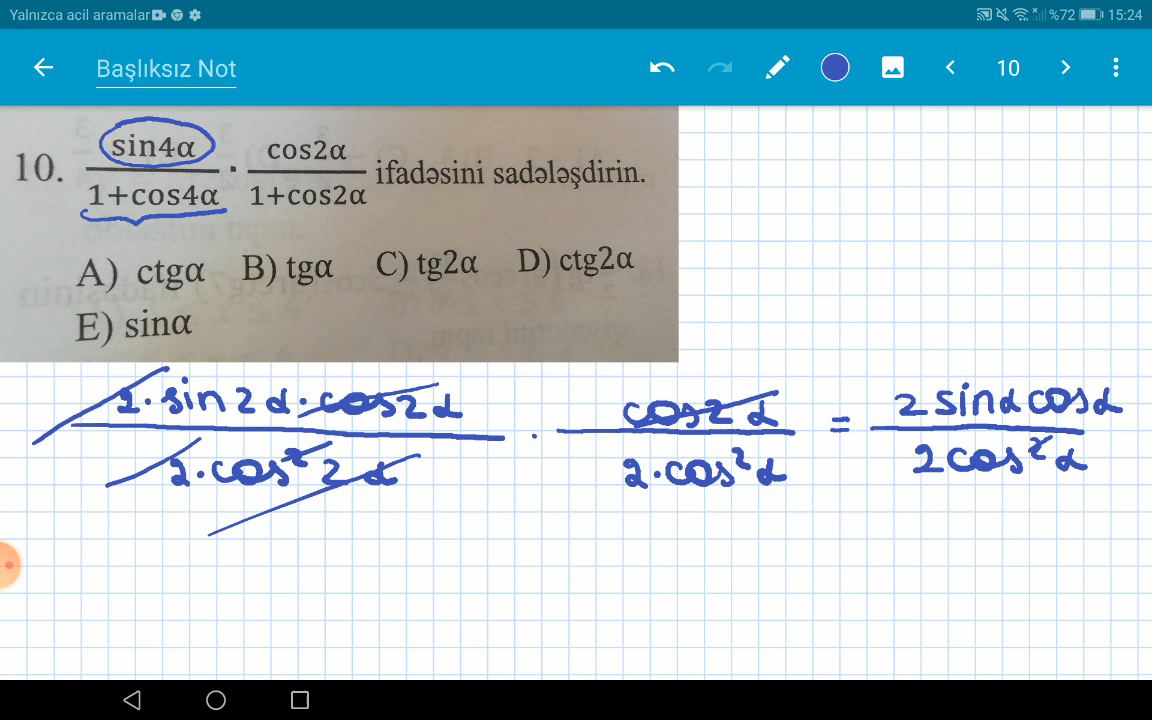 Yalnızca acil aramalar %72 15:24
Başlıksız Not 10
10. sin4α/1+cos4α · cos2α/1+cos2α ifadəsini sadələşdirin.
A) ctgα B) tgα C) tg2α D) ctg2α
E) sinα
2·sin2α·cos2α/2·cos²2α · cos2α/2·cos²α = 2sinαcosα/2cos²α